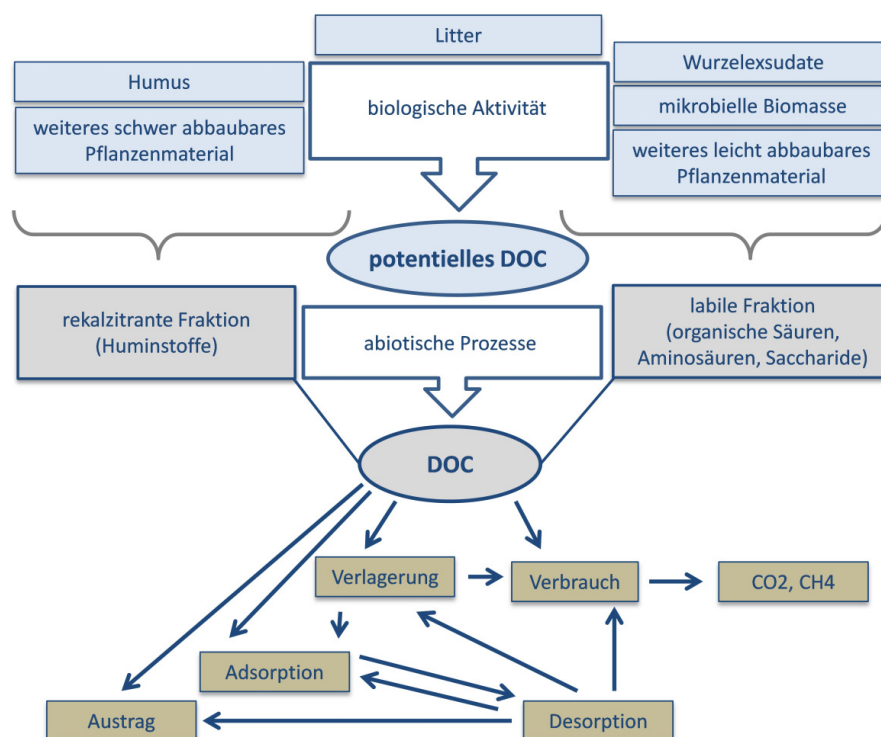 Litter
Humus
weiteres schwer abbaubares
Pflanzenmaterial
biologische Aktivität
Wurzelexsudate
mikrobielle Biomasse
weiteres leicht abbaubares
Pflanzenmaterial
potentielles DOC
rekalzitrante Fraktion
(Huminstoffe)
abiotische Prozesse
labile Fraktion
(organische Säuren,
Aminosäuren, Saccharide)
DOC
Verlagerung
Verbrauch
CO2, CH4
Adsorption
Austrag
Desorption